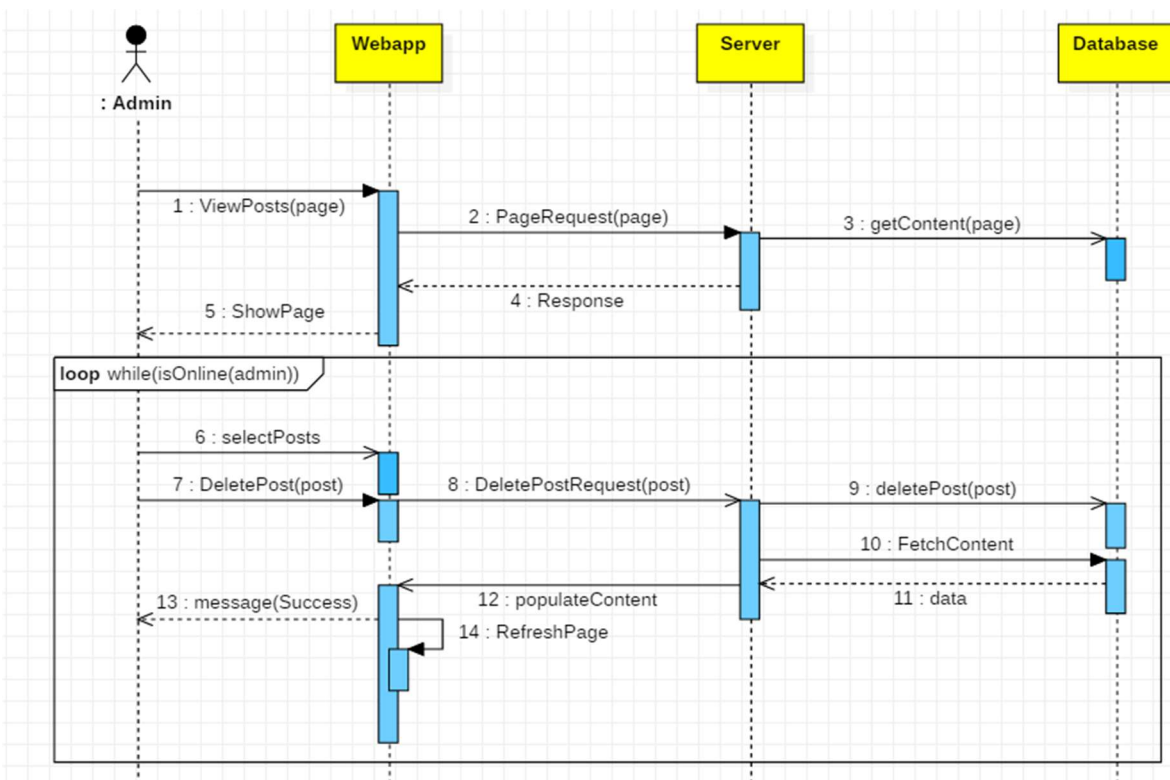 Webapp
Server
Database
: Admin
1 : ViewPosts(page)
2 : PageRequest(page)
3 : getContent(page)
4 : Response
5 : ShowPage
loop while(isOnline(admin))
6 : selectPosts
7 : DeletePost(post)
8 : DeletePostRequest(post)
9 : deletePost(post)
10 : FetchContent
11 : data
12 : populateContent
13 : message(Success)
14 : RefreshPage